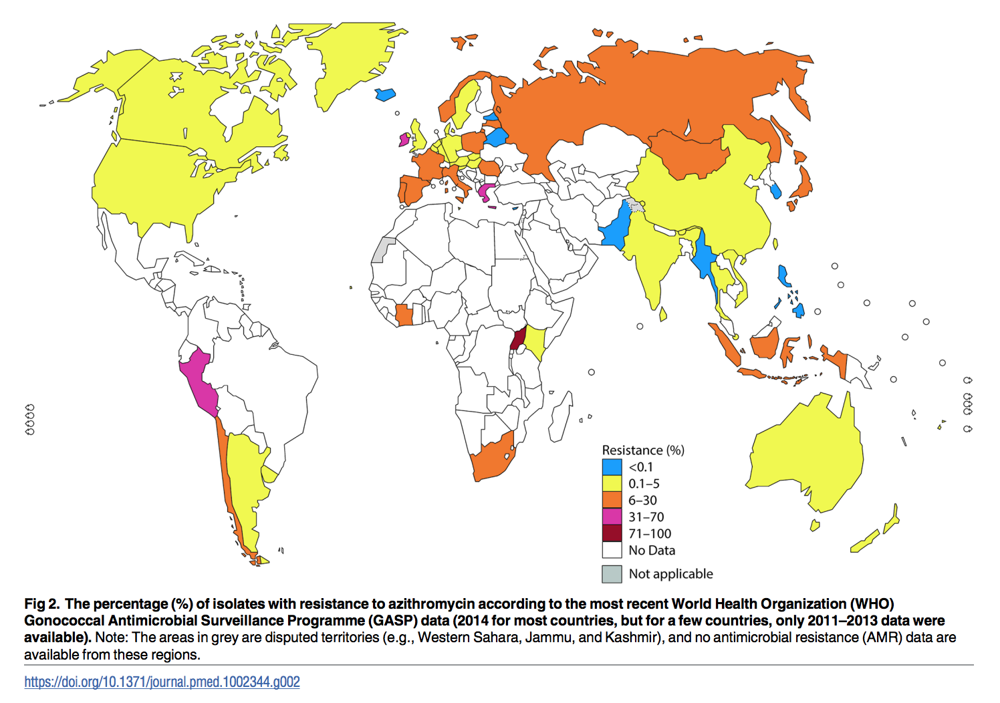 Resistance (%)
<0.1
0.1–5
6–30
31–70
71–100
No Data
Not applicable
Fig 2. The percentage (%) of isolates with resistance to azithromycin according to the most recent World Health Organization (WHO)
Gonococcal Antimicrobial Surveillance Programme (GASP) data (2014 for most countries, but for a few countries, only 2011–2013 data were
available). Note: The areas in grey are disputed territories (e.g., Western Sahara, Jammu, and Kashmir), and no antimicrobial resistance (AMR) data are
available from these regions.
https://doi.org/10.1371/journal.pmed.1002344.g002